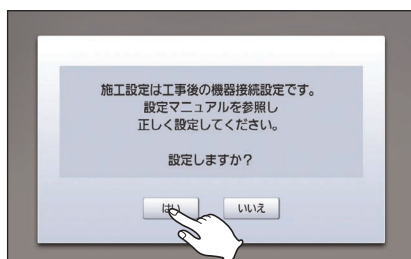 施工設定は工事後の機器接続設定です。
設定マニュアルを参照し
正しく設定してください。
設定しますか？
はい
いいえ